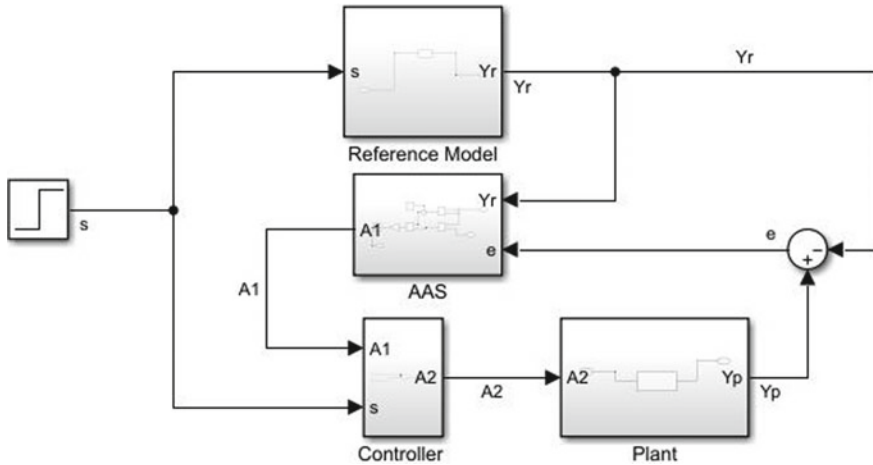 s
Yr
Yr
Yr
Reference Model
s
Yr
A1
e
e
−
+
AAS
A1
A1
A2
s
A2
A2
Yp
Yp
Controller
Plant